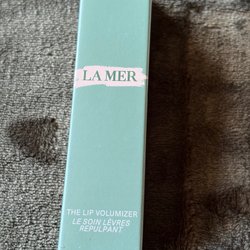 LA MER
THE LIP VOLUMIZER
LE SOIN LÈVRES
REPULPANT